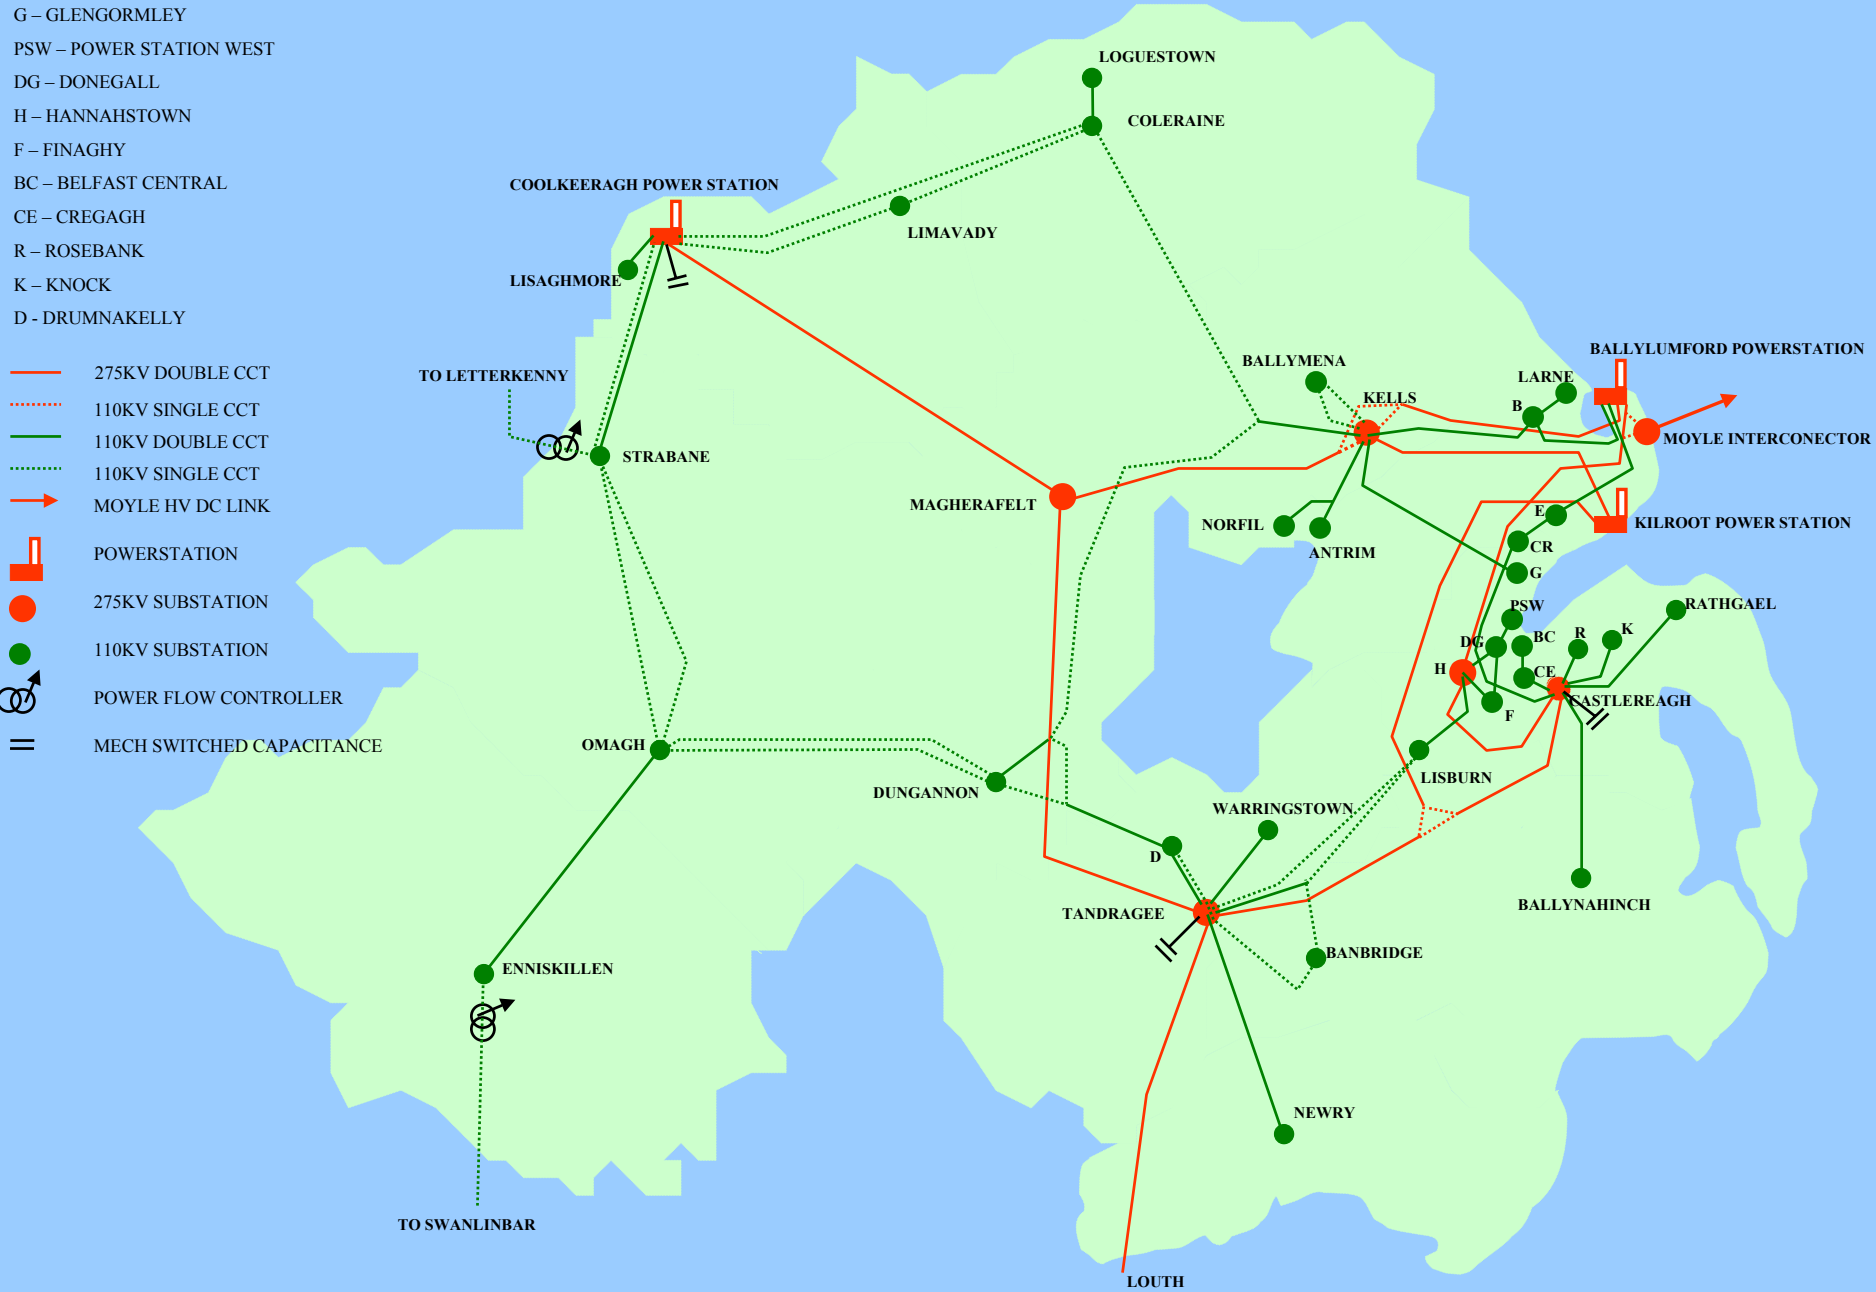 G – GLENGORMLEY
PSW – POWER STATION WEST
DG – DONEGALL
H – HANNAHSTOWN
F – FINAGHY
BC – BELFAST CENTRAL
CE – CREGAGH
R – ROSEBANK
K – KNOCK
D - DRUMNAKELLY
275KV DOUBLE CCT
110KV SINGLE CCT
110KV DOUBLE CCT
110KV SINGLE CCT
MOYLE HV DC LINK
POWERSTATION
275KV SUBSTATION
110KV SUBSTATION
POWER FLOW CONTROLLER
MECH SWITCHED CAPACITANCE
LOGUESTOWN
COLERAINE
COOLKEERAGH POWER STATION
LIMAVADY
LISAGHMORE
BALLYLUMFORD POWERSTATION
BALLYMENA
TO LETTERKENNY
LARNE
KELLS
B
MOYLE INTERCONECTOR
STRABANE
MAGHERAFELT
NORFIL
ANTRIM
E
KILROOT POWER STATION
CR
G
PSW
RATHGAEL
DG
BC
R
K
H
CE
CASTLEREAGH
F
OMAGH
LISBURN
DUNGANNON
WARRINGSTOWN
D
BALLYNAHINCH
TANDRAGEE
BANBRIDGE
ENNISKILLEN
NEWRY
TO SWANLINBAR
LOUTH